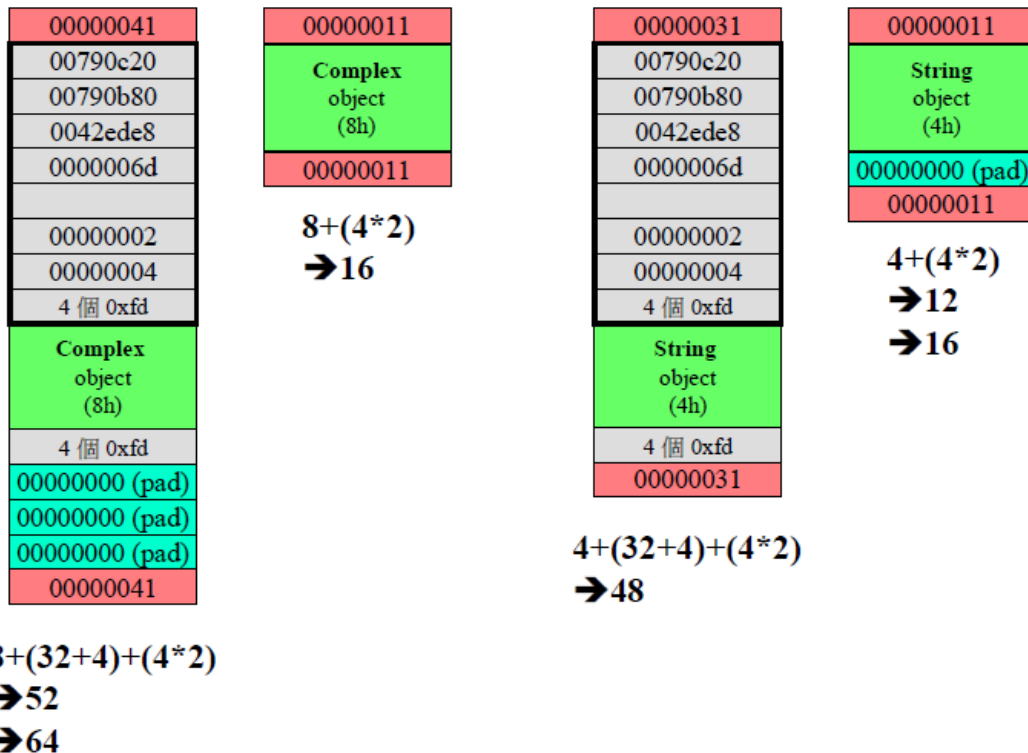 00000041
00790c20
00790b80
0042ede8
0000006d
00000002
00000004
4 個 0xfd
Complex
object
(8h)
4 個 0xfd
00000000 (pad)
00000000 (pad)
00000000 (pad)
00000041
8+(32+4)+(4*2)
➔52
➔64
00000011
Complex
object
(8h)
00000011
8+(4*2)
➔16
00000031
00790c20
00790b80
0042ede8
0000006d
00000002
00000004
4 個 0xfd
String
object
(4h)
4 個 0xfd
00000031
4+(32+4)+(4*2)
➔48
00000011
String
object
(4h)
00000000 (pad)
00000011
4+(4*2)
➔12
➔16